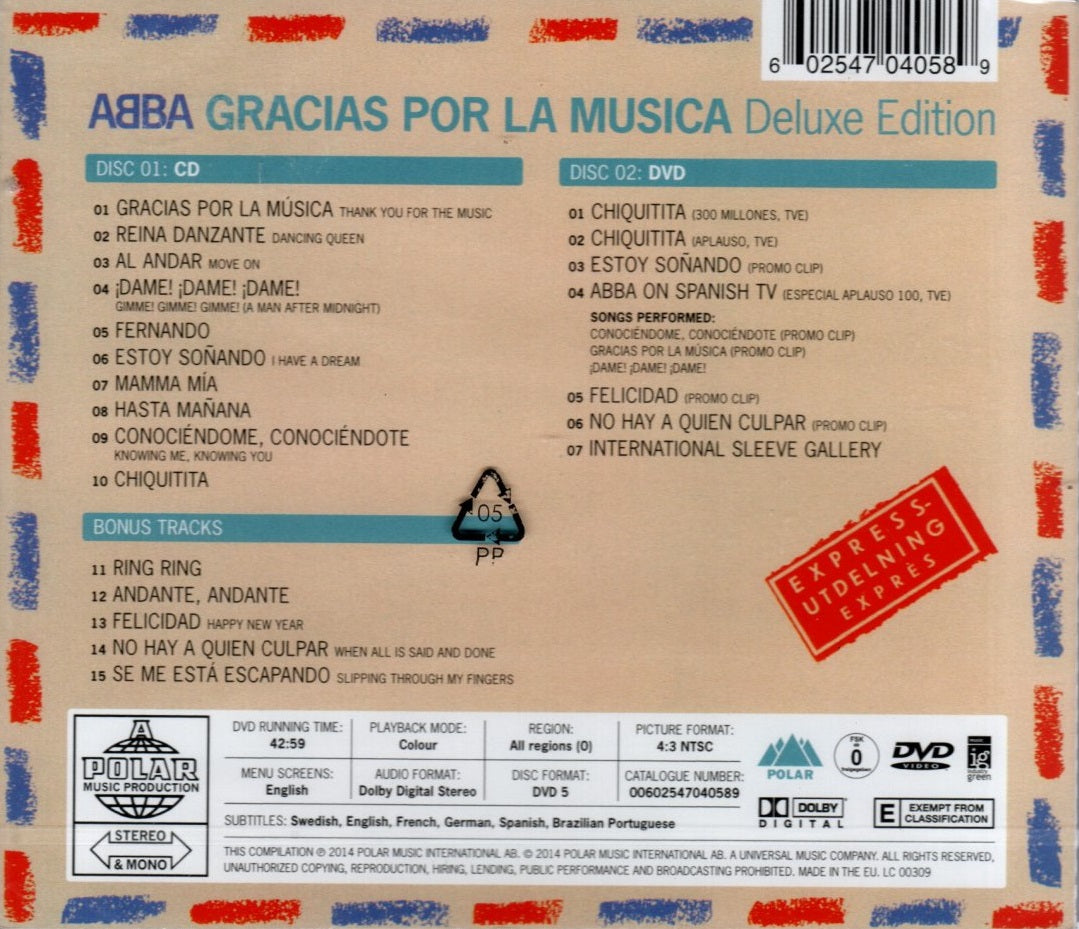 6 02547 04058 9
ABBA GRACIAS POR LA MUSICA Deluxe Edition
DISC 01: CD
01 GRACIAS POR LA MÚSICA THANK YOU FOR THE MUSIC
02 REINA DANZANTE DANCING QUEEN
03 AL ANDAR MOVE ON
04 ¡DAME! ¡DAME! ¡DAME!
GIMME! GIMME! GIMME! (A MAN AFTER MIDNIGHT)
05 FERNANDO
06 ESTOY SOÑANDO I HAVE A DREAM
07 MAMMA MÍA
08 HASTA MAÑANA
09 CONOCIÉNDOME, CONOCIÉNDOTE
KNOWING ME, KNOWING YOU
10 CHIQUITITA
BONUS TRACKS
11 RING RING
12 ANDANTE, ANDANTE
13 FELICIDAD HAPPY NEW YEAR
14 NO HAY A QUIEN CULPAR WHEN ALL IS SAID AND DONE
15 SE ME ESTÁ ESCAPANDO SLIPPING THROUGH MY FINGERS
DISC 02: DVD
01 CHIQUITITA (300 MILLONES, TVE)
02 CHIQUITITA (APLAUSO, TVE)
03 ESTOY SOÑANDO (PROMO CLIP)
04 ABBA ON SPANISH TV (ESPECIAL APLAUSO 100, TVE)
SONGS PERFORMED:
CONOCIÉNDOME, CONOCIÉNDOTE (PROMO CLIP)
GRACIAS POR LA MÚSICA (PROMO CLIP)
¡DAME! ¡DAME! ¡DAME!
05 FELICIDAD (PROMO CLIP)
06 NO HAY A QUIEN CULPAR (PROMO CLIP)
07 INTERNATIONAL SLEEVE GALLERY
05
PP
EXPRESS-
UTDELNING
EXPRÈS
A
POLAR
MUSIC PRODUCTION
STEREO
& MONO
DVD RUNNING TIME:
42:59
PLAYBACK MODE:
Colour
REGION:
All regions (0)
PICTURE FORMAT:
4:3 NTSC
MENU SCREENS:
English
AUDIO FORMAT:
Dolby Digital Stereo
DISC FORMAT:
DVD 5
CATALOGUE NUMBER:
00602547040589
SUBTITLES: Swedish, English, French, German, Spanish, Brazilian Portuguese
POLAR
FSK
0
freigegeben
DVD
VIDEO
Music
ig
industry
green
DOLBY
DIGITAL
E EXEMPT FROM
CLASSIFICATION
THIS COMPILATION ℗ 2014 POLAR MUSIC INTERNATIONAL AB. © 2014 POLAR MUSIC INTERNATIONAL AB. A UNIVERSAL MUSIC COMPANY. ALL RIGHTS RESERVED,
UNAUTHORIZED COPYING, REPRODUCTION, HIRING, LENDING, PUBLIC PERFORMANCE AND BROADCASTING PROHIBITED. MADE IN THE EU. LC 00309